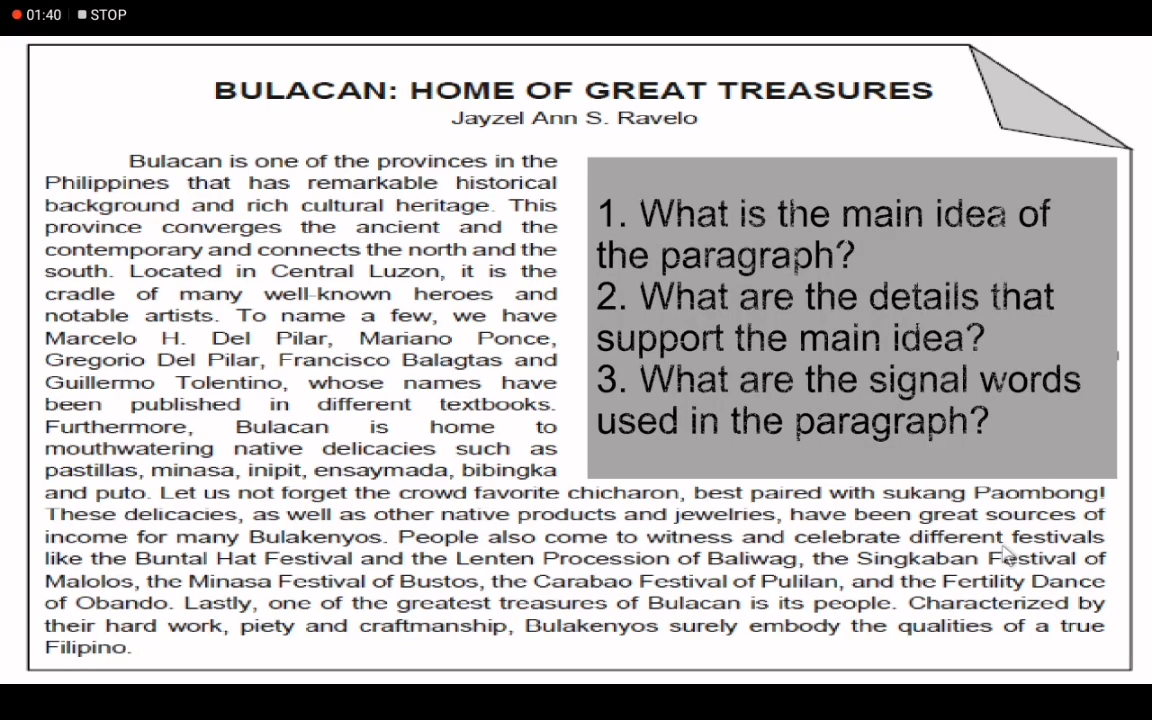 01:40 STOP
BULACAN: HOME OF GREAT TREASURES
Jayzel Ann S. Ravelo
Bulacan is one of the provinces in the
Philippines that has remarkable historical
background and rich cultural heritage. This
province converges the ancient and the
contemporary and connects the north and the
south. Located in Central Luzon, it is the
cradle of many well-known heroes and
notable artists. To name a few, we have
Marcelo H. Del Pilar, Mariano Ponce,
Gregorio Del Pilar, Francisco Balagtas and
Guillermo Tolentino, whose names have
been published in different textbooks.
Furthermore, Bulacan is home to
mouthwatering native delicacies such as
pastillas, minasa, inipit, ensaymada, bibingka
and puto. Let us not forget the crowd favorite chicharon, best paired with sukang Paombong!
These delicacies, as well as other native products and jewelries, have been great sources of
income for many Bulakenyos. People also come to witness and celebrate different festivals
like the Buntal Hat Festival and the Lenten Procession of Baliwag, the Singkaban Festival of
Malolos, the Minasa Festival of Bustos, the Carabao Festival of Pulilan, and the Fertility Dance
of Obando. Lastly, one of the greatest treasures of Bulacan is its people. Characterized by
their hard work, piety and craftmanship, Bulakenyos surely embody the qualities of a true
Filipino.
1. What is the main idea of
the paragraph?
2. What are the details that
support the main idea?
3. What are the signal words
used in the paragraph?